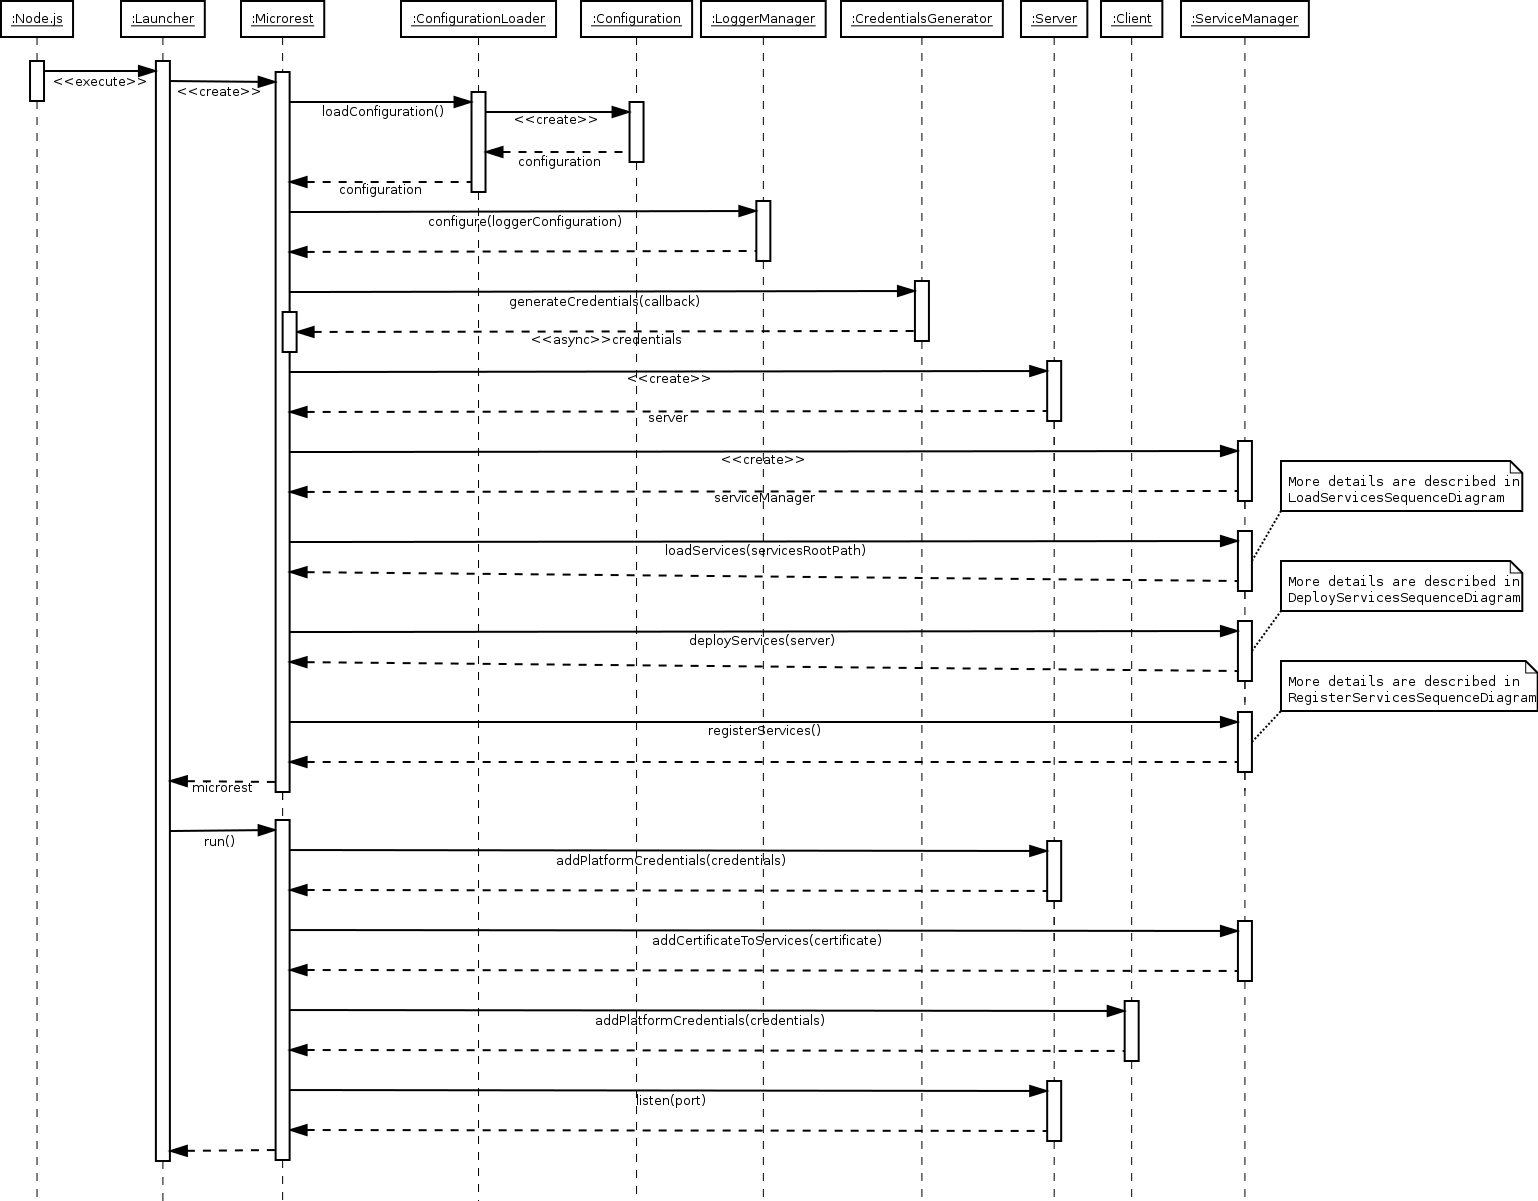 :Node.js
:Launcher
:Microrest
:ConfigurationLoader
:Configuration
:LoggerManager
:CredentialsGenerator
:Server
:Client
:ServiceManager
<<execute>>
<<create>>
loadConfiguration()
<<create>>
configuration
configuration
configure(loggerConfiguration)
generateCredentials(callback)
<<async>>credentials
<<create>>
server
<<create>>
More details are described in
LoadServicesSequenceDiagram
serviceManager
loadServices(servicesRootPath)
More details are described in
DeployServicesSequenceDiagram
deployServices(server)
More details are described in
RegisterServicesSequenceDiagram
registerServices()
microrest
run()
addPlatformCredentials(credentials)
addCertificateToServices(certificate)
addPlatformCredentials(credentials)
listen(port)